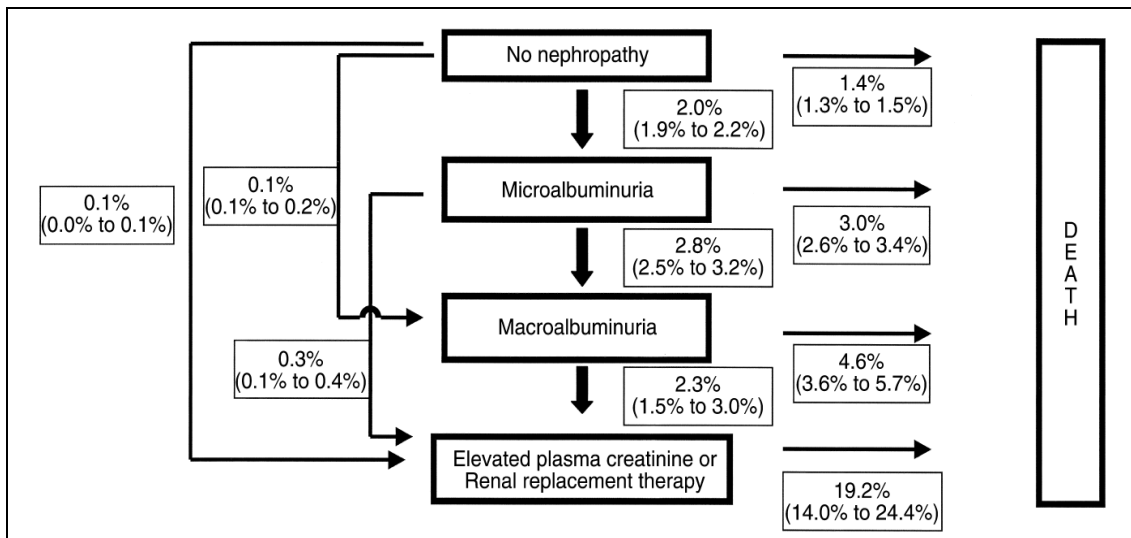 No nephropathy
1.4%
(1.3% to 1.5%)
2.0%
(1.9% to 2.2%)
0.1%
(0.0% to 0.1%)
0.1%
(0.1% to 0.2%)
Microalbuminuria
3.0%
(2.6% to 3.4%)
2.8%
(2.5% to 3.2%)
Macroalbuminuria
0.3%
(0.1% to 0.4%)
4.6%
(3.6% to 5.7%)
2.3%
(1.5% to 3.0%)
Elevated plasma creatinine or
Renal replacement therapy
19.2%
(14.0% to 24.4%)
D
E
A
T
H